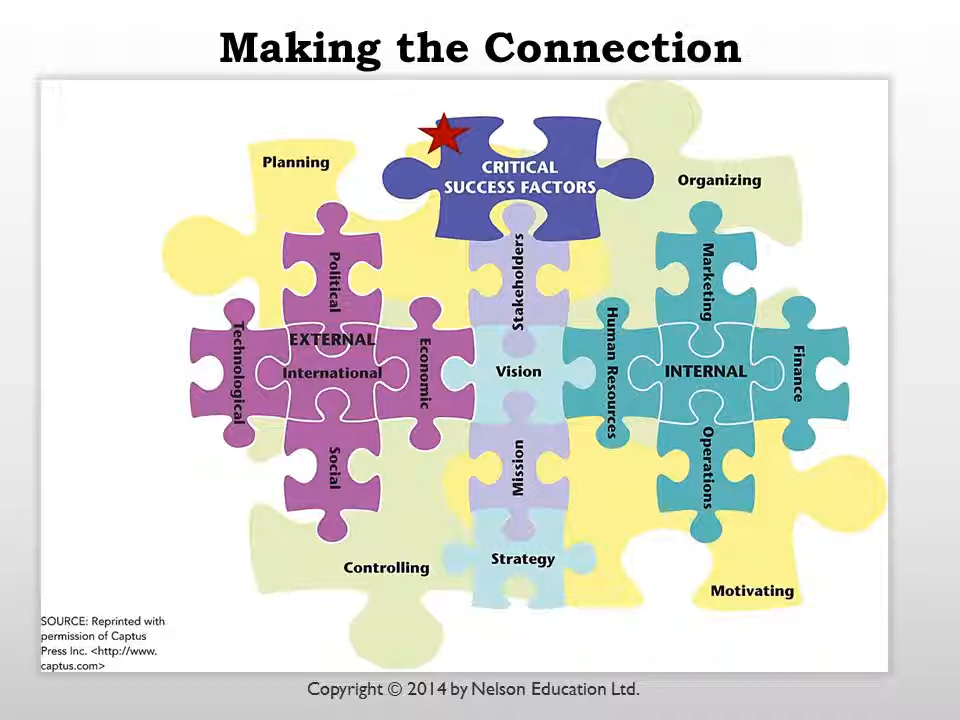 Making the Connection
Planning
CRITICAL
SUCCESS FACTORS
Organizing
Political
Stakeholders
Marketing
Technological
EXTERNAL
International
Economic
Vision
Human Resources
INTERNAL
Finance
Social
Mission
Operations
Controlling
Strategy
Motivating
SOURCE: Reprinted with
permission of Captus
Press Inc. <http://www.
captus.com>
Copyright © 2014 by Nelson Education Ltd.